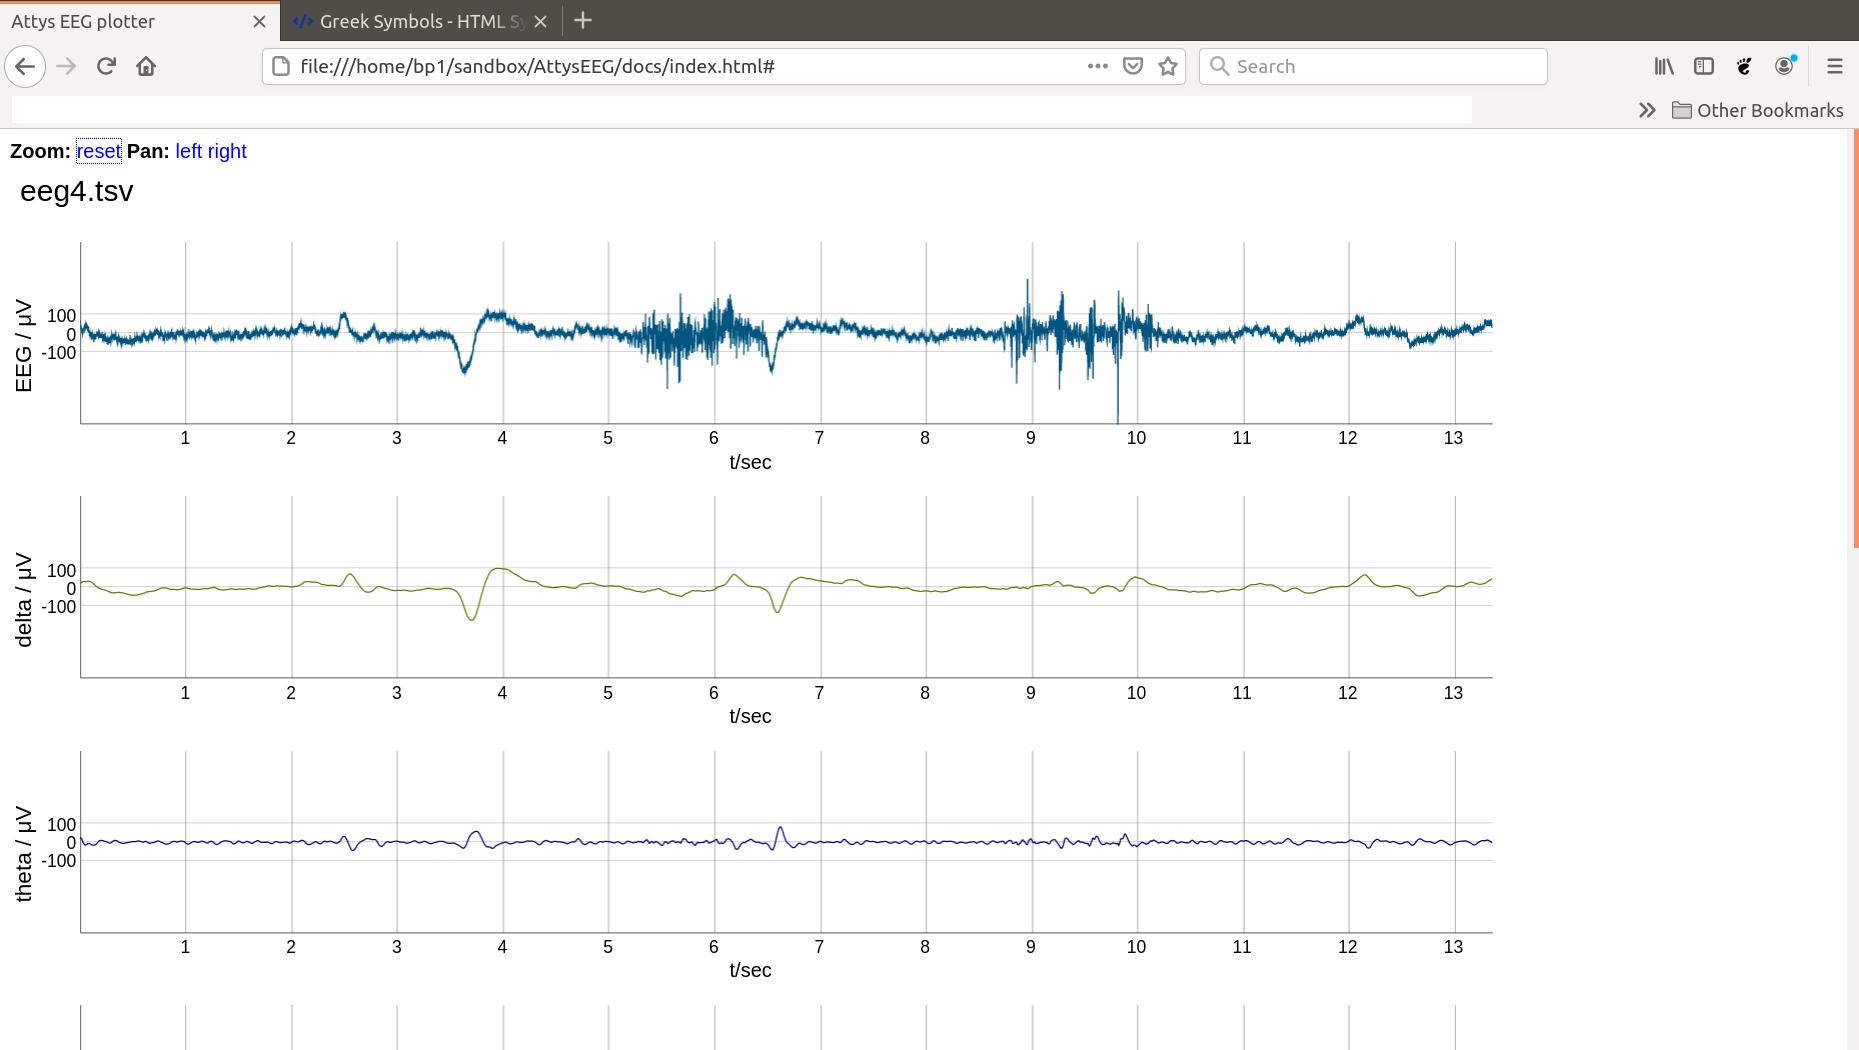 Attys EEG plotter
Greek Symbols - HTML Sy
file:///home/bp1/sandbox/AttysEEG/docs/index.html#
Search
Other Bookmarks
Zoom: reset Pan: left right
eeg4.tsv
EEG / μV
100
0
-100
1 2 3 4 5 6 7 8 9 10 11 12 13
t/sec
delta / μV
100
0
-100
1 2 3 4 5 6 7 8 9 10 11 12 13
t/sec
theta / μV
100
0
-100
1 2 3 4 5 6 7 8 9 10 11 12 13
t/sec